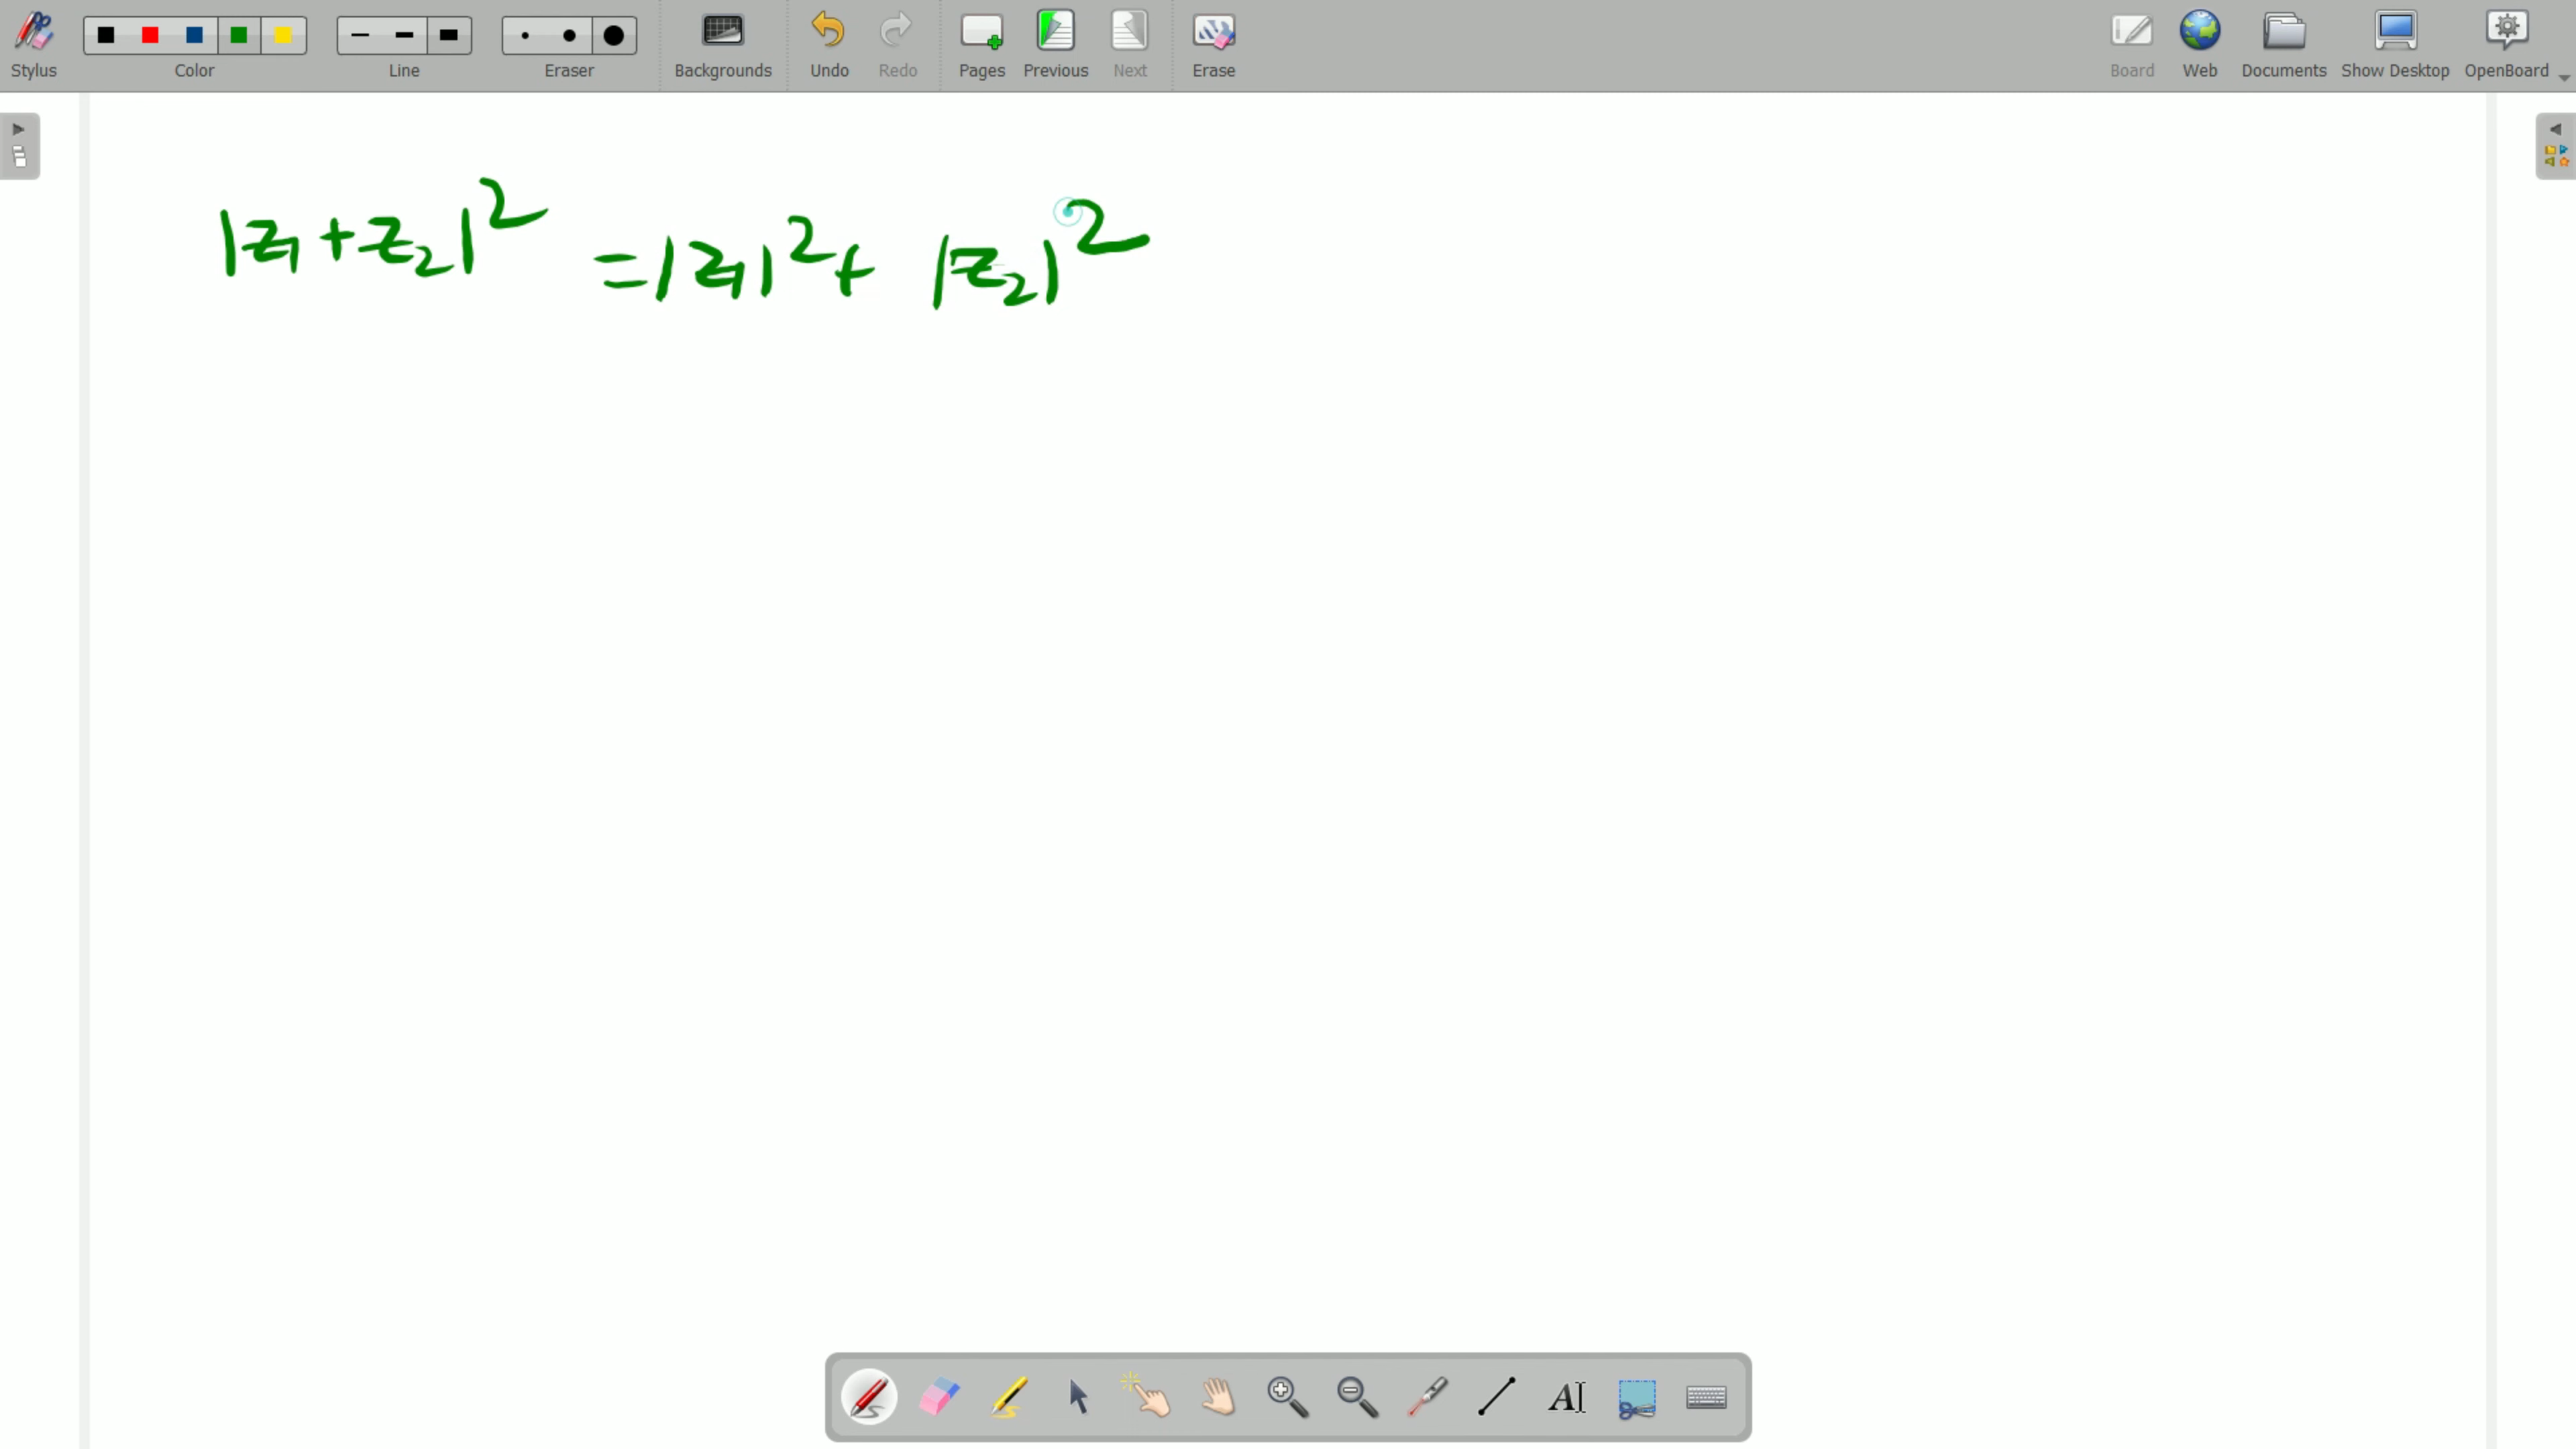 Stylus Color Line Eraser Backgrounds Undo Redo Pages Previous Next Erase Board Web Documents Show Desktop OpenBoard
|z₁+z₂|² = |z₁|² + |z₂|²
AI